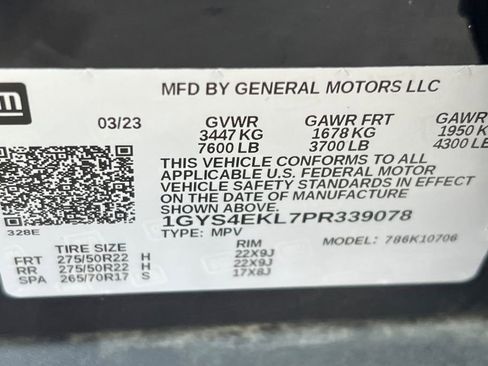 gm
MFD BY GENERAL MOTORS LLC
03/23 GVWR GAWR FRT GAWR
3447 KG 1678 KG 1950 K
7600 LB 3700 LB 4300 LB
THIS VEHICLE CONFORMS TO ALL
APPLICABLE U.S. FEDERAL MOTOR
VEHICLE SAFETY STANDARDS IN EFFECT
ON THE DATE OF MANUFACTURE
SHOWN ABOVE.
1GYS4EKL7PR339078
328E TYPE: MPV MODEL: 786K10706
TIRE SIZE RIM
FRT 275/50R22 H 22X9J
RR 275/50R22 H 22X9J
SPA 265/70R17 S 17X8J